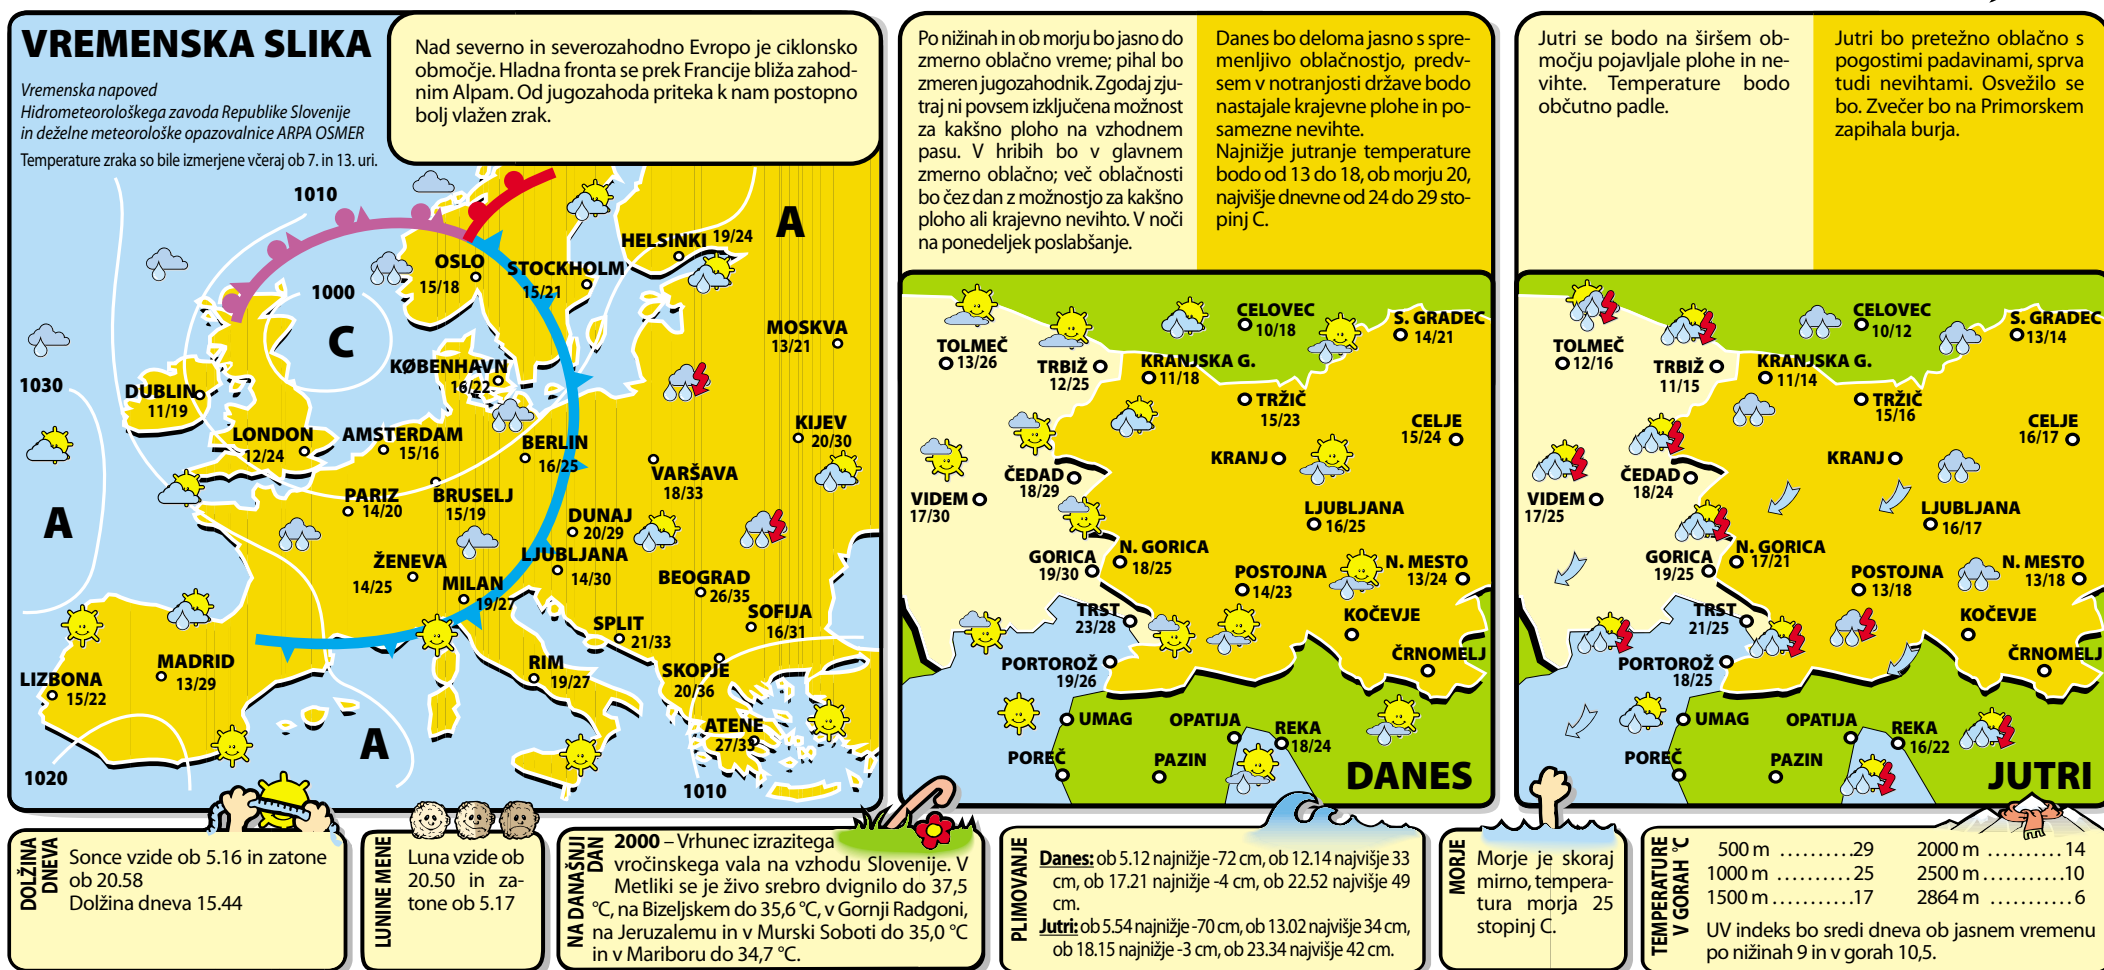 VREMENSKA SLIKA
Vremenska napoved
Hidrometeorološkega zavoda Republike Slovenije
in deželne meteorološke opazovalnice ARPA OSMER
Temperature zraka so bile izmerjene včeraj ob 7. in 13. uri.
Nad severno in severozahodno Evropo je ciklonsko
območje. Hladna fronta se prek Francije bliža zahod-
nim Alpam. Od jugozahoda priteka k nam postopno
bolj vlažen zrak.
1010
A
HELSINKI 19/24
OSLO
15/18
STOCKHOLM
15/21
1000
C
MOSKVA
13/21
KØBENHAVN
16/22
1030
DUBLIN
11/19
LONDON
12/24
AMSTERDAM
15/16
BERLIN
16/25
KIJEV
20/30
VARŠAVA
18/33
PARIZ
14/20
BRUSELJ
15/19
A
DUNAJ
20/29
ŽENEVA
14/25
LJUBLJANA
14/30
MILAN
19/27
BEOGRAD
26/35
SOFIJA
16/31
SPLIT
21/33
MADRID
13/29
LIZBONA
15/22
RIM
19/27
SKOPJE
20/36
ATENE
27/33
A
1020
1010
Po nižinah in ob morju bo jasno do
zmerno oblačno vreme; pihal bo
zmeren jugozahodnik. Zgodaj zju-
traj ni povsem izključena možnost
za kakšno ploho na vzhodnem
pasu. V hribih bo v glavnem
zmerno oblačno; več oblačnosti
bo čez dan z možnostjo za kakšno
ploho ali krajevno nevihto. V noči
na ponedeljek poslabšanje.
Danes bo deloma jasno s spre-
menljivo oblačnostjo, predv-
sem v notranjosti države bodo
nastajale krajevne plohe in po-
samezne nevihte.
Najnižje jutranje temperature
bodo od 13 do 18, ob morju 20,
najvišje dnevne od 24 do 29 sto-
pinj C.
CELOVEC
10/18
S. GRADEC
14/21
TOLMEČ
13/26
TRBIŽ
12/25
KRANJSKA G.
11/18
TRŽIČ
15/23
CELJE
15/24
KRANJ
ČEDAD
18/29
VIDEM
17/30
LJUBLJANA
16/25
GORICA
19/30
N. GORICA
18/25
POSTOJNA
14/23
N. MESTO
13/24
TRST
23/28
KOČEVJE
PORTOROŽ
19/26
ČRNOMELJ
UMAG
OPATIJA
REKA
18/24
POREČ
PAZIN
DANES
Jutri se bodo na širšem ob-
močju pojavljale plohe in ne-
vihte. Temperature bodo
občutno padle.
Jutri bo pretežno oblačno s
pogostimi padavinami, sprva
tudi nevihtami. Osvežilo se
bo. Zvečer bo na Primorskem
zapihala burja.
CELOVEC
10/12
S. GRADEC
13/14
TOLMEČ
12/16
TRBIŽ
11/15
KRANJSKA G.
11/14
TRŽIČ
15/16
CELJE
16/17
KRANJ
ČEDAD
18/24
VIDEM
17/25
LJUBLJANA
16/17
GORICA
19/25
N. GORICA
17/21
POSTOJNA
13/18
N. MESTO
13/18
TRST
21/25
KOČEVJE
PORTOROŽ
18/25
ČRNOMELJ
UMAG
OPATIJA
REKA
16/22
POREČ
PAZIN
JUTRI
DOLŽINA
DNEVA
Sonce vzide ob 5.16 in zatone
ob 20.58
Dolžina dneva 15.44
LUNINE MENE
Luna vzide ob
20.50 in za-
tone ob 5.17
NA DANAŠNJI
DAN
2000 – Vrhunec izrazitega
vročinskega vala na vzhodu Slovenije. V
Metliki se je živo srebro dvignilo do 37,5
°C, na Bizeljskem do 35,6 °C, v Gornji Radgoni,
na Jeruzalemu in v Murski Soboti do 35,0 °C
in v Mariboru do 34,7 °C.
PLIMOVANJE
Danes: ob 5.12 najnižje -72 cm, ob 12.14 najvišje 33
cm, ob 17.21 najnižje -4 cm, ob 22.52 najvišje 49
cm.
Jutri: ob 5.54 najnižje -70 cm, ob 13.02 najvišje 34 cm,
ob 18.15 najnižje -3 cm, ob 23.34 najvišje 42 cm.
MORJE
Morje je skoraj
mirno, tempera-
tura morja 25
stopinj C.
TEMPERATURE °C
V GORAH
500 m ..........29
1000 m ..........25
1500 m ..........17
2000 m ..........14
2500 m ..........10
2864 m ..........6
UV indeks bo sredi dneva ob jasnem vremenu
po nižinah 9 in v gorah 10,5.